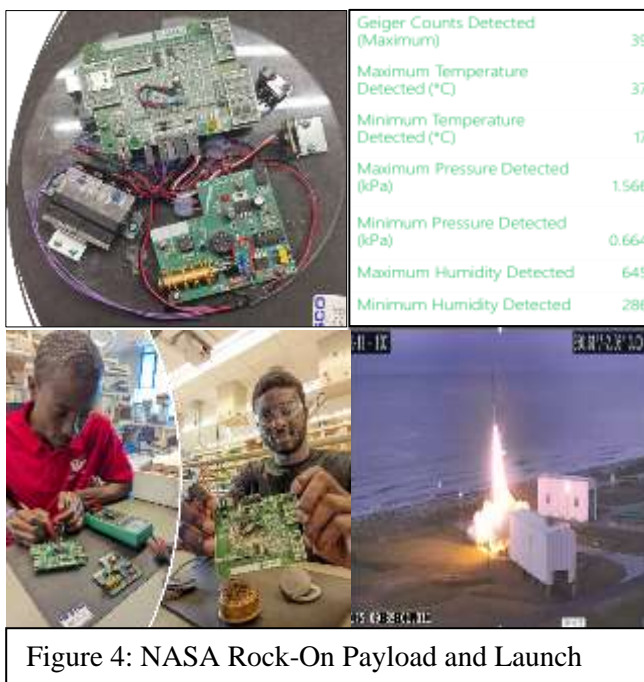 Geiger Counts Detected
(Maximum) 39
Maximum Temperature
Detected (°C) 37
Minimum Temperature
Detected (°C) 17
Maximum Pressure Detected
(kPa) 1.566
Minimum Pressure Detected
(kPa) 0.664
Maximum Humidity Detected 645
Minimum Humidity Detected 286
Figure 4: NASA Rock-On Payload and Launch